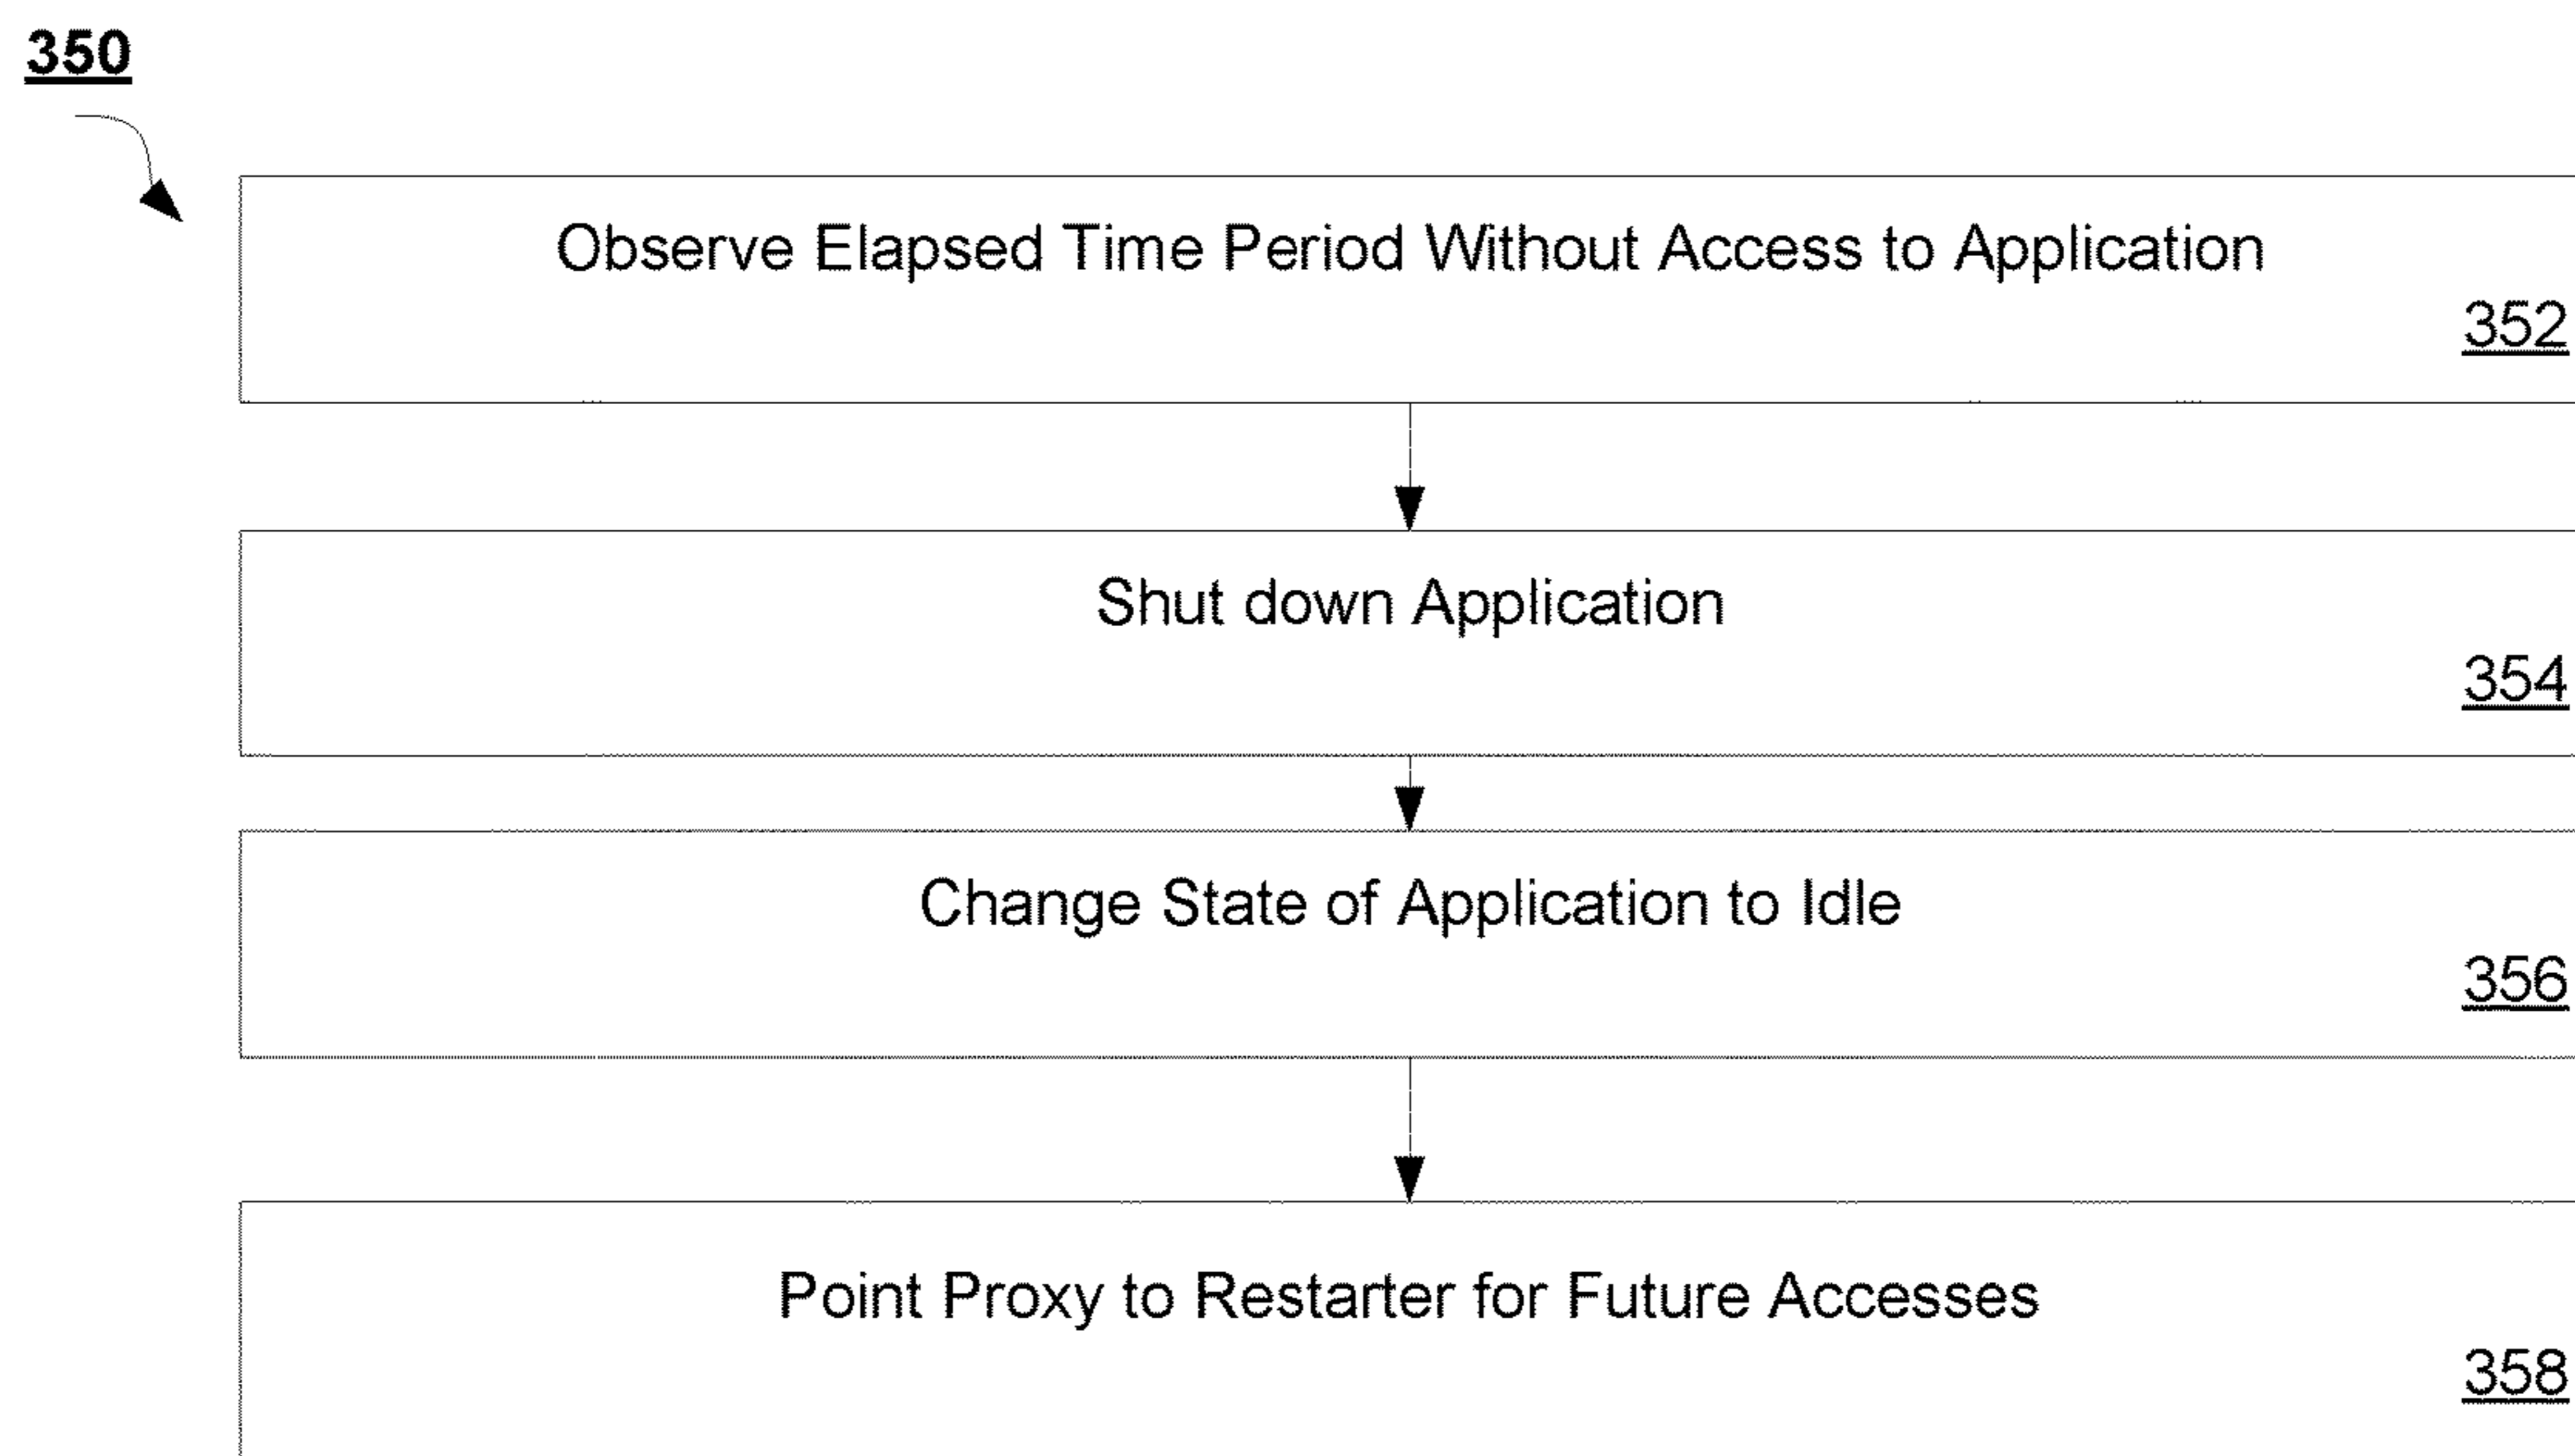 350
Observe Elapsed Time Period Without Access to Application
352
Shut down Application
354
Change State of Application to Idle
356
Point Proxy to Restarter for Future Accesses
358